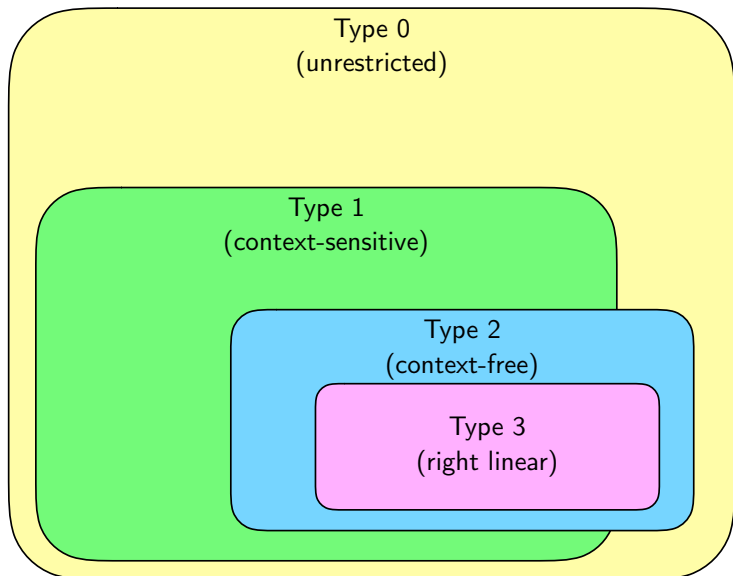 Type 0
(unrestricted)
Type 1
(context-sensitive)
Type 2
(context-free)
Type 3
(right linear)